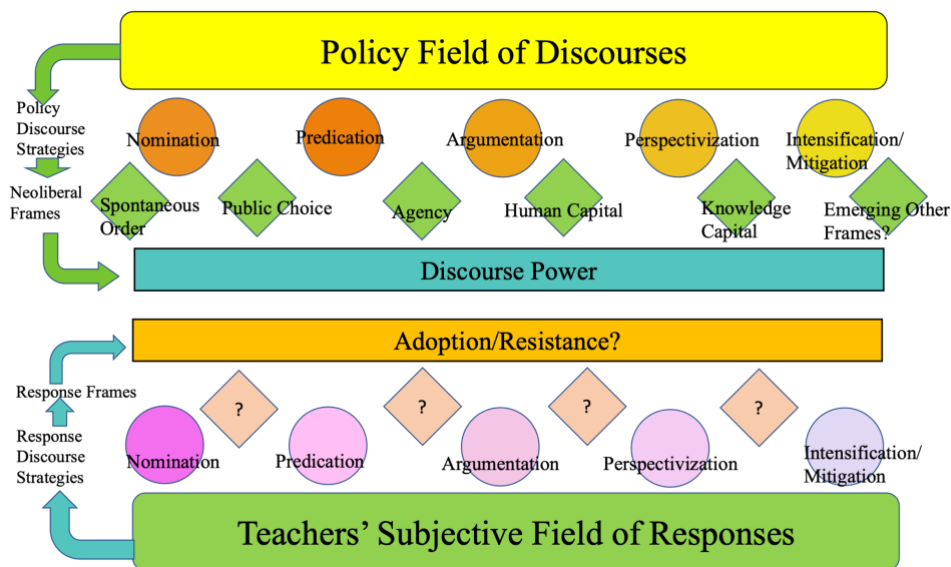 Policy Field of Discourses
Policy
Discourse
Strategies
Nomination
Predication
Argumentation
Perspectivization
Intensification/
Mitigation
Neoliberal
Frames
Spontaneous
Order
Public Choice
Agency
Human Capital
Knowledge
Capital
Emerging Other
Frames?
Discourse Power
Adoption/Resistance?
Response Frames
?
?
?
?
Response
Discourse
Strategies
Nomination
Predication
Argumentation
Perspectivization
Intensification/
Mitigation
Teachers’ Subjective Field of Responses